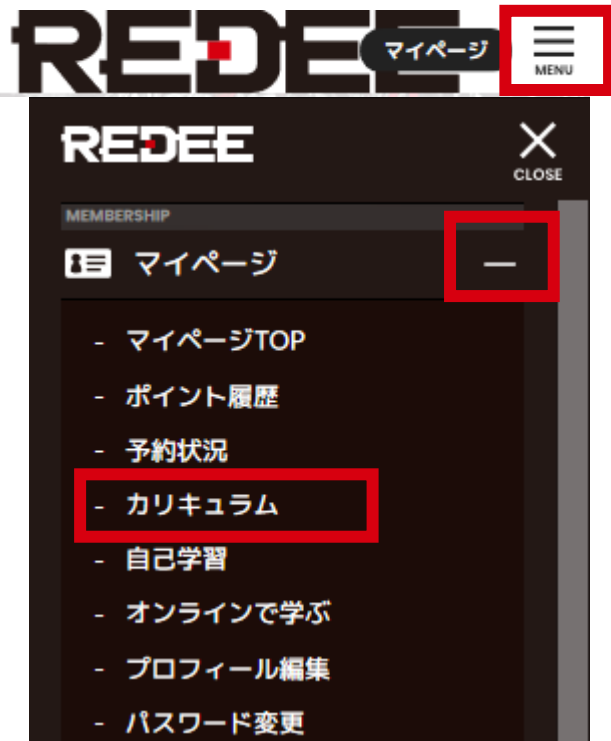 REDEE
マイページ
MENU
REDEE
CLOSE
MEMBERSHIP
マイページ
- マイページTOP
- ポイント履歴
- 予約状況
- カリキュラム
- 自己学習
- オンラインで学ぶ
- プロフィール編集
- パスワード変更